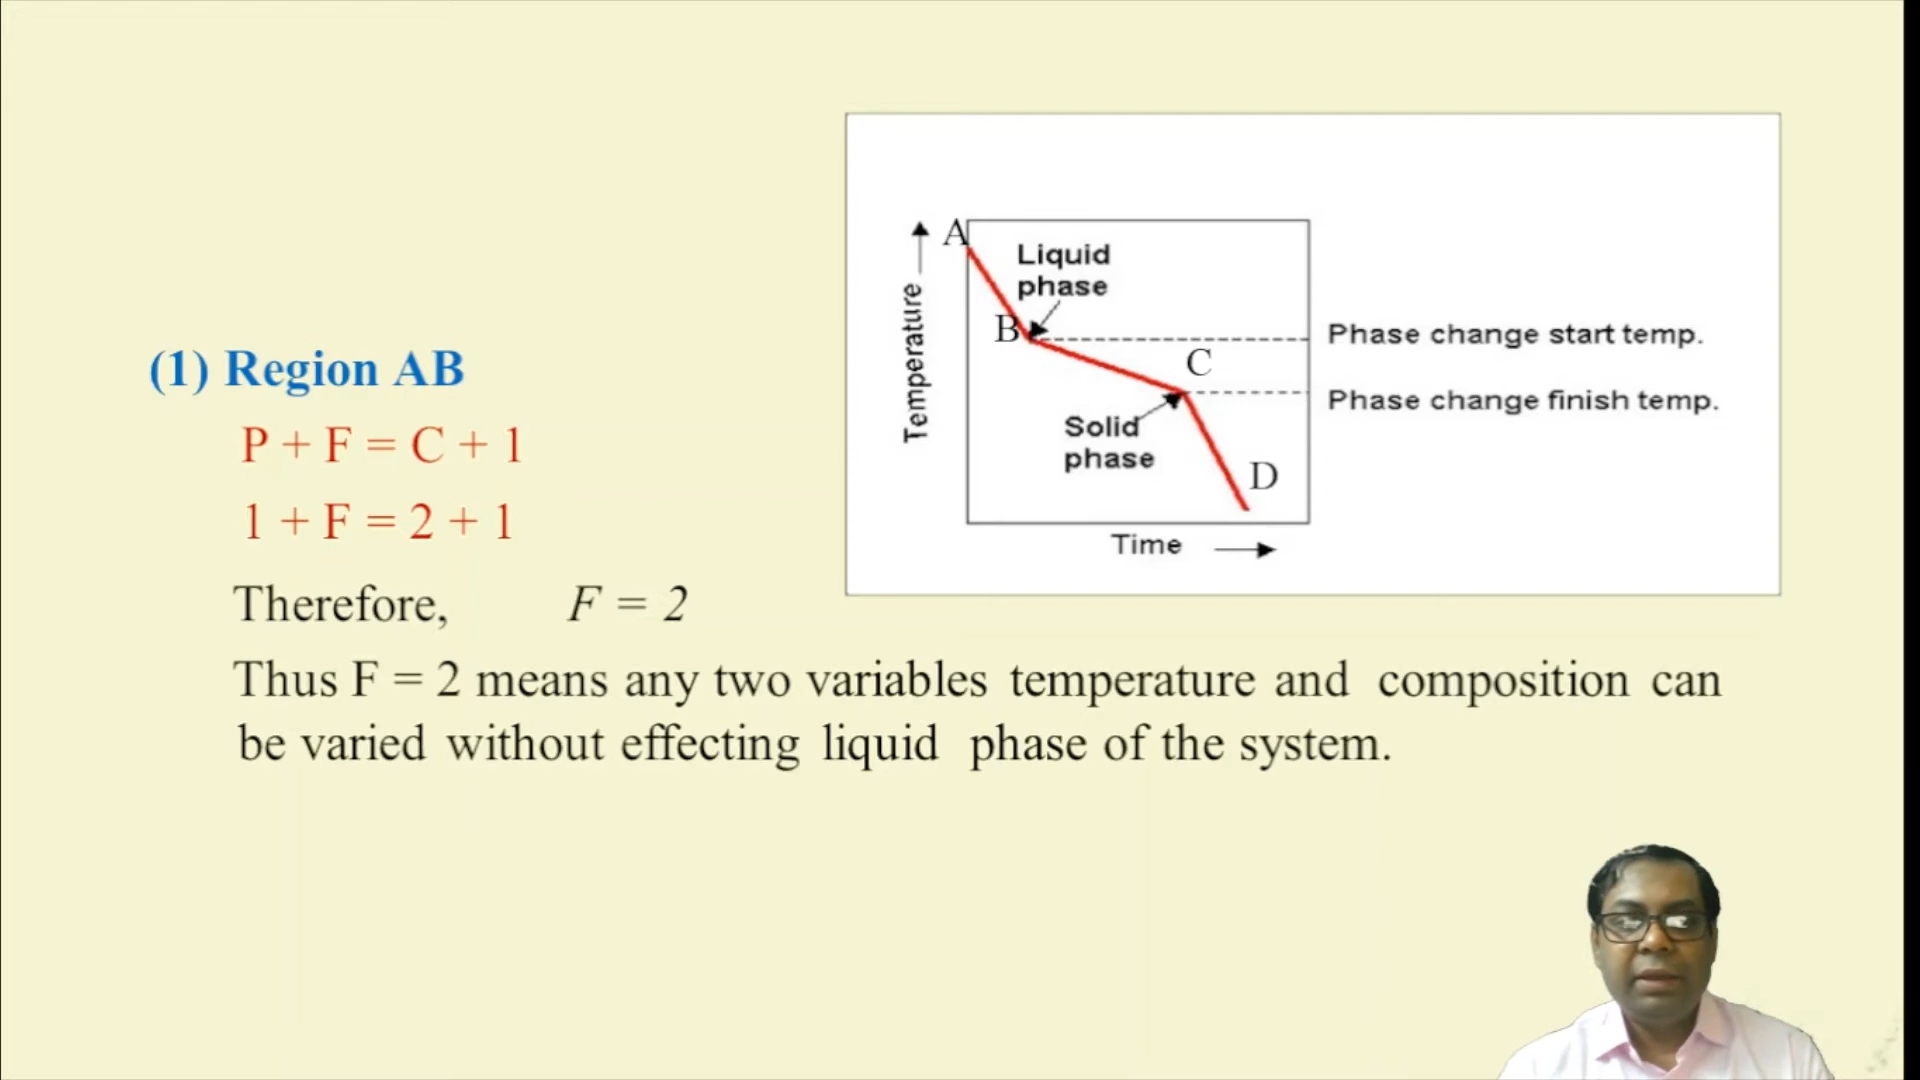 (1) Region AB
P + F = C + 1
1 + F = 2 + 1
Therefore, F = 2
Thus F = 2 means any two variables temperature and composition can
be varied without effecting liquid phase of the system.
A
Liquid
phase
B
C
Solid
phase
D
Temperature
Time
Phase change start temp.
Phase change finish temp.